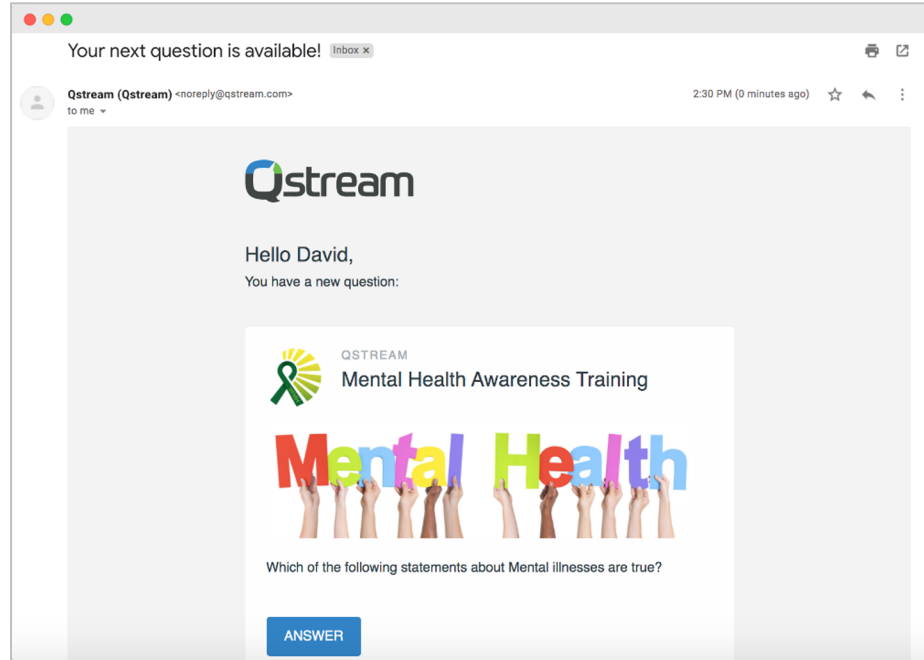 Your next question is available! Inbox x
Qstream (Qstream) <noreply@qstream.com> 2:30 PM (0 minutes ago)
to me
Qstream
Hello David,
You have a new question:
QSTREAM
Mental Health Awareness Training
Mental Health
Which of the following statements about Mental illnesses are true?
ANSWER